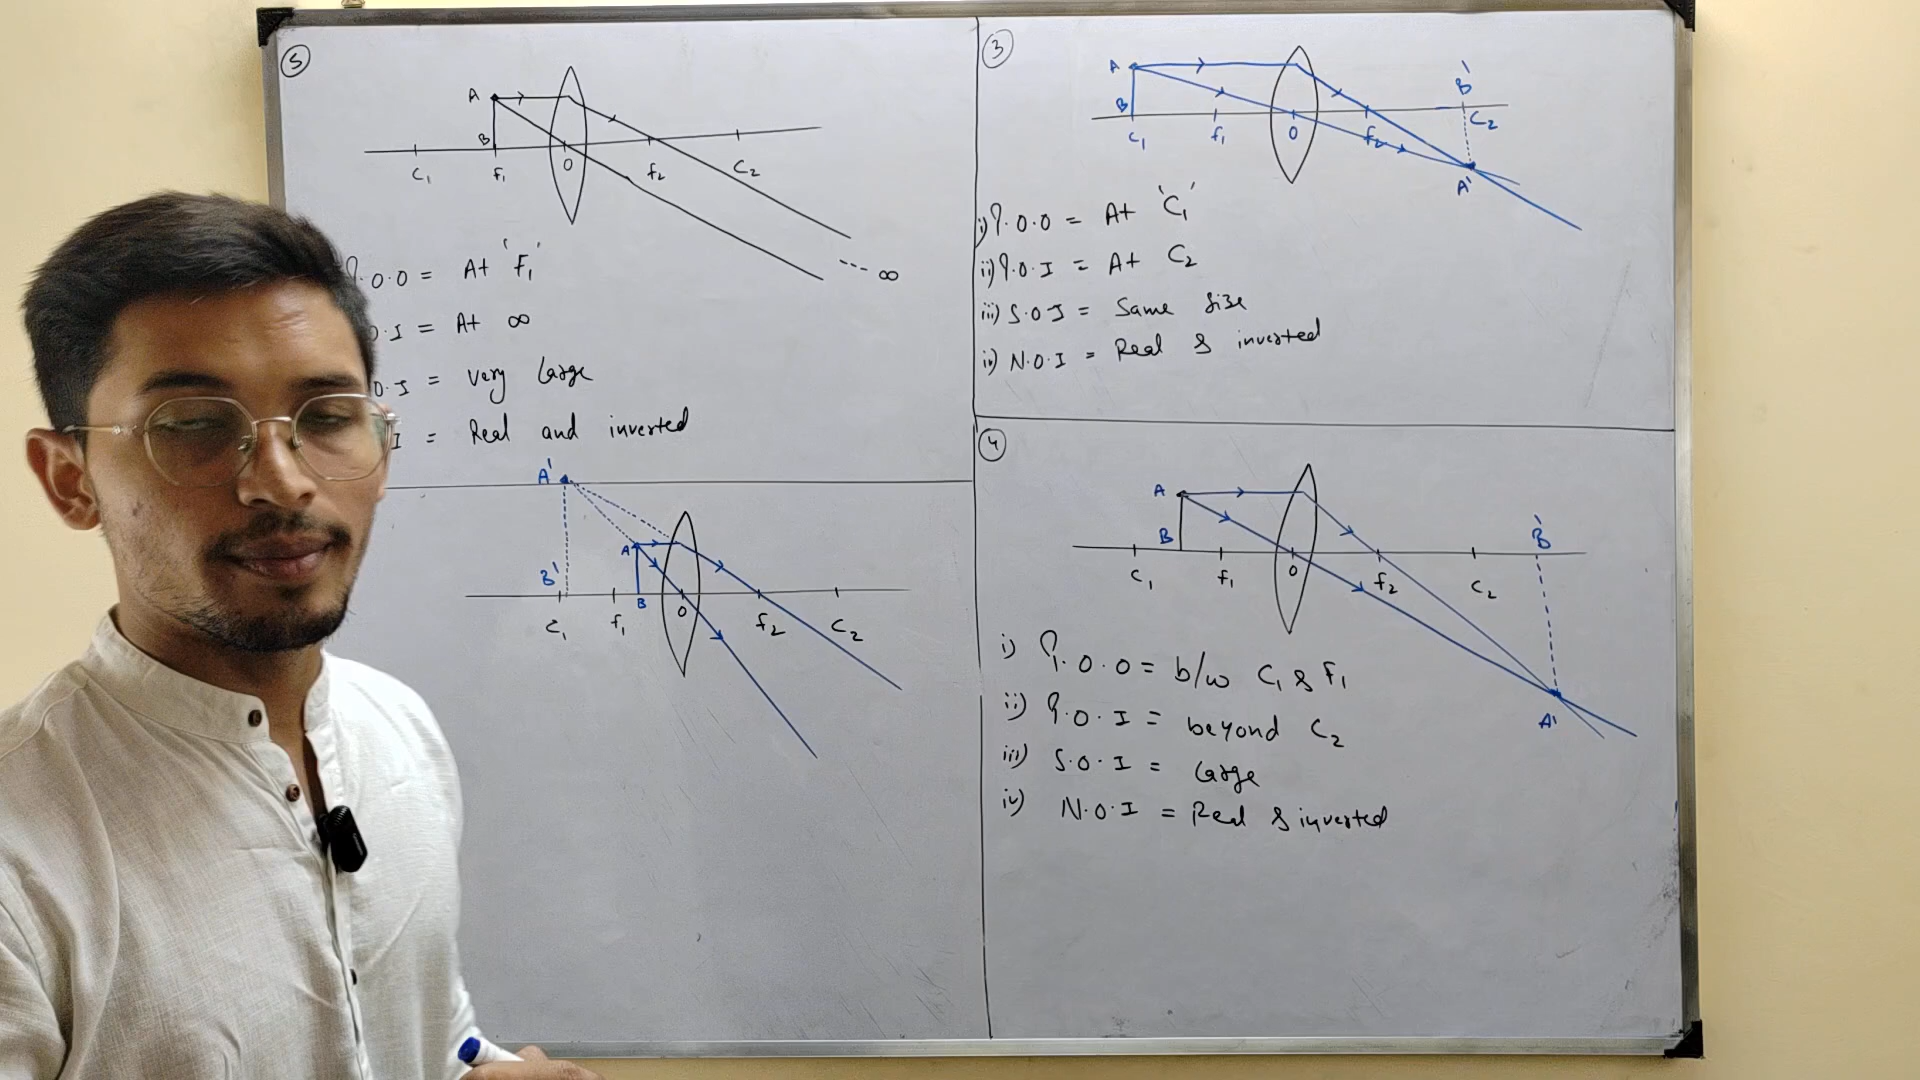 5
A
B
C₁ F₁ O F₂ C₂
--- ∞
P.O.O = At 'F₁'
O.I = At ∞
O.I = very large
I = Real and inverted
A'
A
B' B
C₁ F₁ O F₂ C₂
3
A B'
B
C₁ F₁ O F₂ C₂
A'
i) P.O.O = At 'C₁'
ii) P.O.I = At C₂
iii) S.O.I = Same Size
iv) N.O.I = Real & inverted
4
A
B B'
C₁ F₁ O F₂ C₂
A'
i) P.O.O = b/w C₁ & F₁
ii) P.O.I = beyond C₂
iii) S.O.I = large
iv) N.O.I = Real & inverted